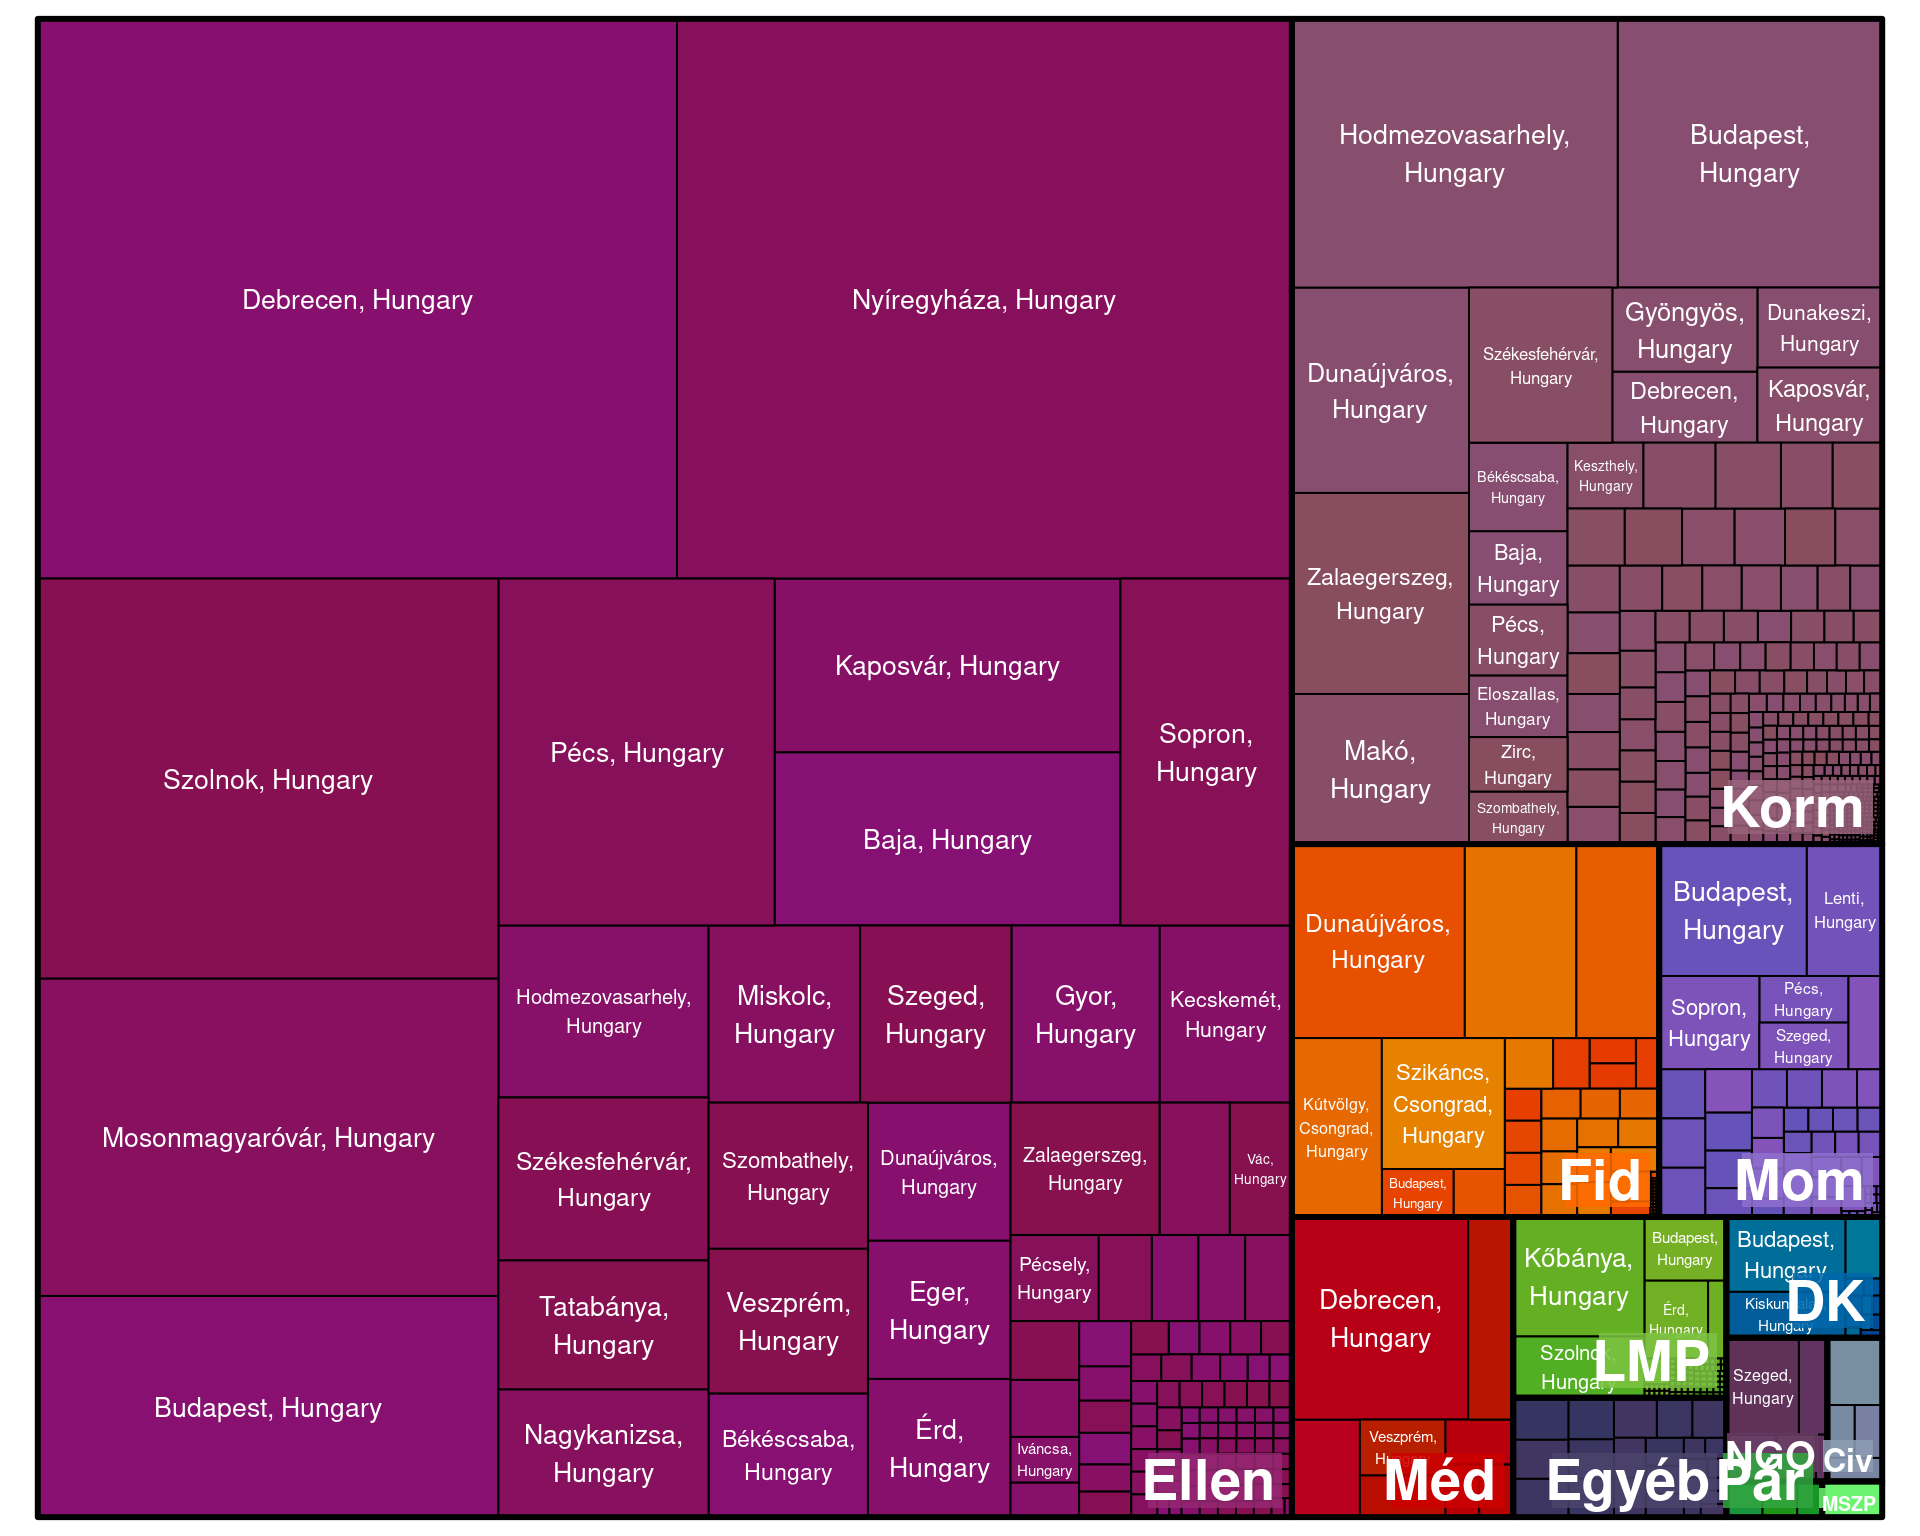 Debrecen, Hungary
Nyíregyháza, Hungary
Szolnok, Hungary
Mosonmagyaróvár, Hungary
Budapest, Hungary
Pécs, Hungary
Kaposvár, Hungary
Baja, Hungary
Sopron,
Hungary
Hodmezovasarhely,
Hungary
Miskolc,
Hungary
Szeged,
Hungary
Gyor,
Hungary
Kecskemét,
Hungary
Székesfehérvár,
Hungary
Tatabánya,
Hungary
Nagykanizsa,
Hungary
Szombathely,
Hungary
Veszprém,
Hungary
Békéscsaba,
Hungary
Dunaújváros,
Hungary
Eger,
Hungary
Érd,
Hungary
Zalaegerszeg,
Hungary
Vác,
Hungary
Pécsely,
Hungary
Iváncsa,
Hungary
Ellen
Hodmezovasarhely,
Hungary
Budapest,
Hungary
Dunaújváros,
Hungary
Zalaegerszeg,
Hungary
Makó,
Hungary
Székesfehérvár,
Hungary
Gyöngyös,
Hungary
Dunakeszi,
Hungary
Debrecen,
Hungary
Kaposvár,
Hungary
Békéscsaba,
Hungary
Keszthely,
Hungary
Baja,
Hungary
Pécs,
Hungary
Eloszallas,
Hungary
Zirc,
Hungary
Szombathely,
Hungary
Korm
Dunaújváros,
Hungary
Kútvölgy,
Csongrad,
Hungary
Szikáncs,
Csongrad,
Hungary
Budapest,
Hungary
Fid
Budapest,
Hungary
Lenti,
Hungary
Sopron,
Hungary
Pécs,
Hungary
Szeged,
Hungary
Mom
Debrecen,
Hungary
Veszprém,
Méd
Kőbánya,
Hungary
Budapest,
Hungary
Érd,
Hungary
Szolnok,
Hungary
LMP
Budapest,
Hungary
Hungary
DK
Szeged,
Hungary
NGO
Civ
Egyéb
Pár
MSZP